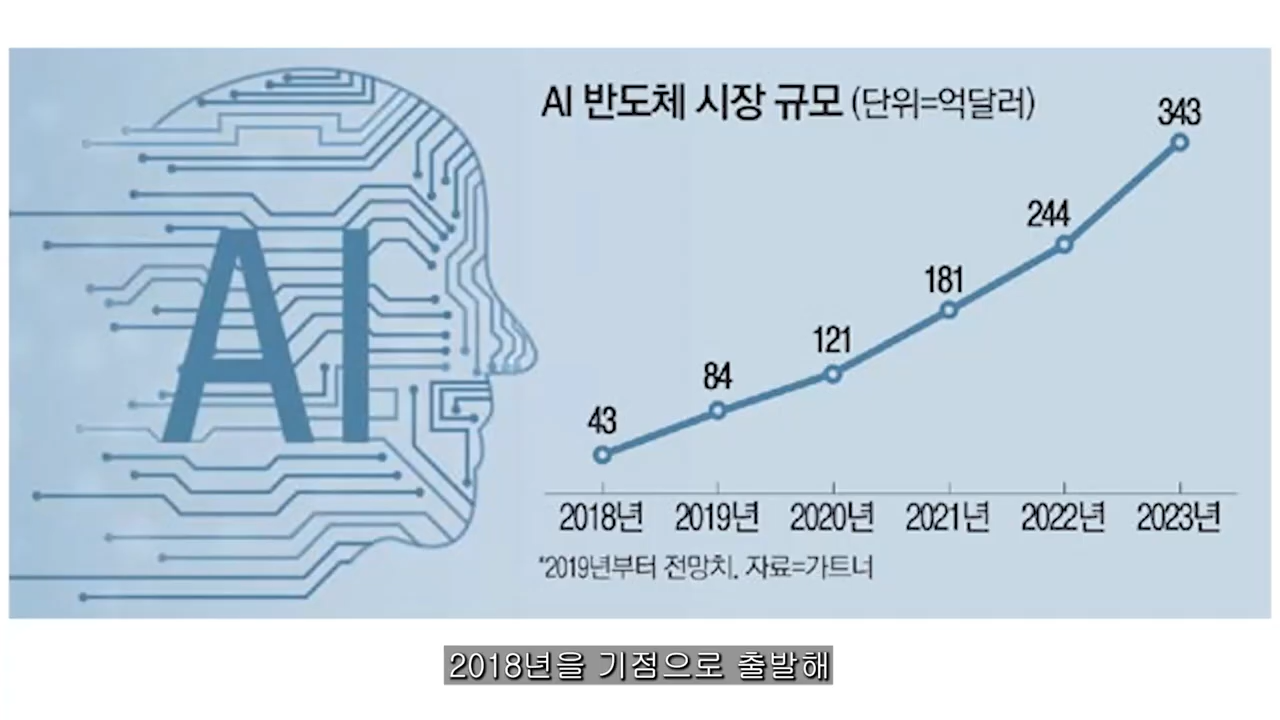 AI
AI 반도체 시장 규모 (단위=억달러)
343
244
181
121
84
43
2018년 2019년 2020년 2021년 2022년 2023년
*2019년부터 전망치. 자료=가트너
2018년을 기점으로 출발해